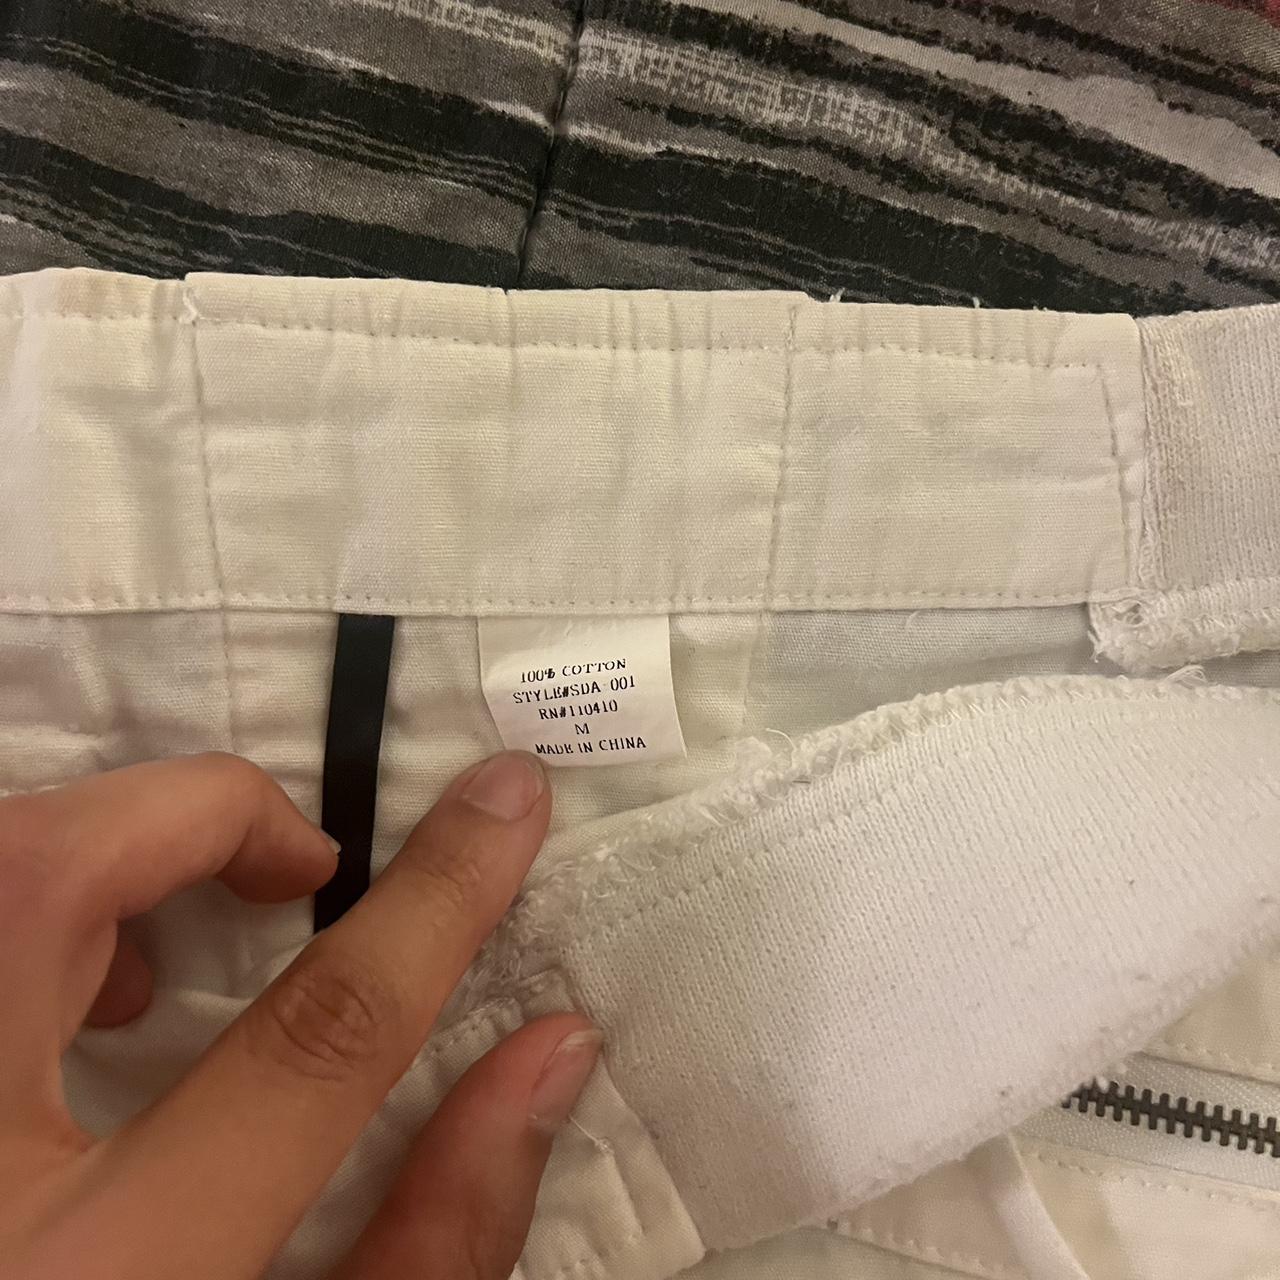 100% COTTON
STYLE#SDA-001
RN#110410
M
MADE IN CHINA